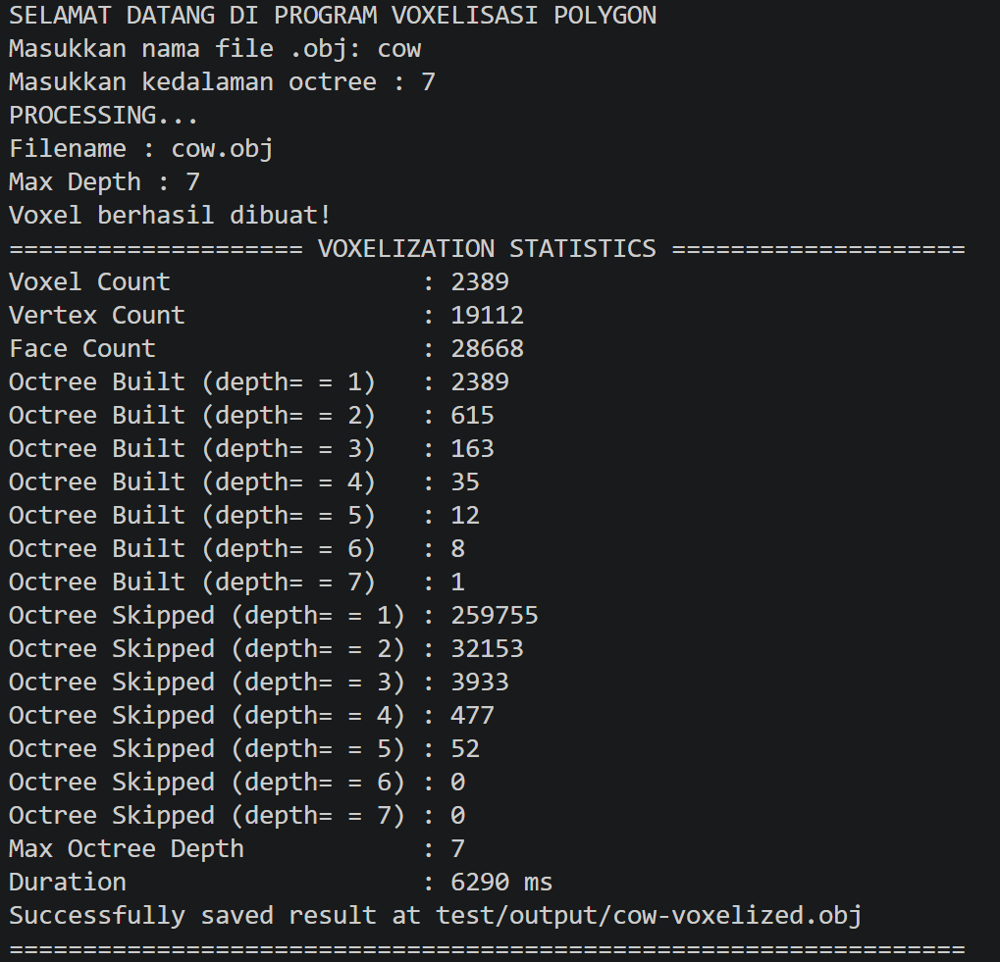 SELAMAT DATANG DI PROGRAM VOXELISASI POLYGON
Masukkan nama file .obj: cow
Masukkan kedalaman octree : 7
PROCESSING...
Filename : cow.obj
Max Depth : 7
Voxel berhasil dibuat!
==================== VOXELIZATION STATISTICS ====================
Voxel Count                 : 2389
Vertex Count                : 19112
Face Count                  : 28668
Octree Built (depth= = 1)   : 2389
Octree Built (depth= = 2)   : 615
Octree Built (depth= = 3)   : 163
Octree Built (depth= = 4)   : 35
Octree Built (depth= = 5)   : 12
Octree Built (depth= = 6)   : 8
Octree Built (depth= = 7)   : 1
Octree Skipped (depth= = 1) : 259755
Octree Skipped (depth= = 2) : 32153
Octree Skipped (depth= = 3) : 3933
Octree Skipped (depth= = 4) : 477
Octree Skipped (depth= = 5) : 52
Octree Skipped (depth= = 6) : 0
Octree Skipped (depth= = 7) : 0
Max Octree Depth            : 7
Duration                    : 6290 ms
Successfully saved result at test/output/cow-voxelized.obj
=================================================================